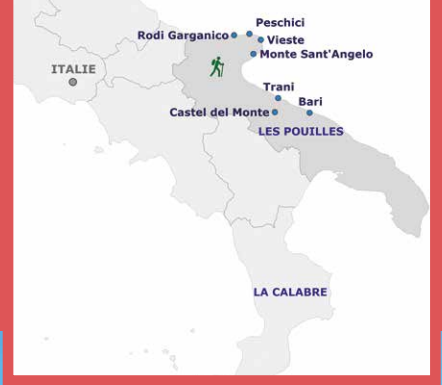 Peschici
Rodi Garganico
Vieste
Monte Sant'Angelo
ITALIE
Trani
Bari
Castel del Monte
LES POUILLES
LA CALABRE